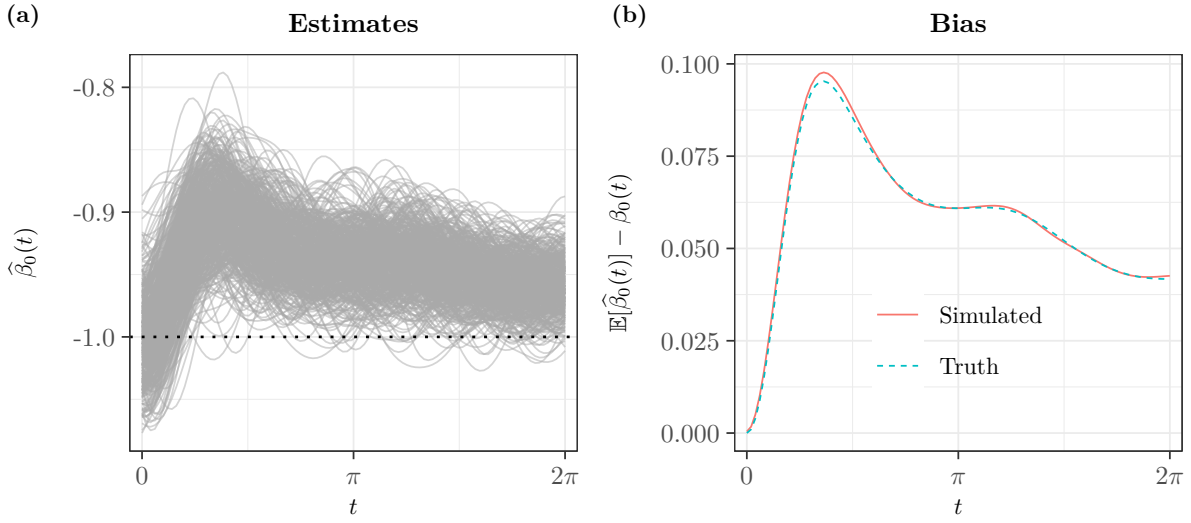 (a)
Estimates
-0.8
-0.9
-1.0
0
π
2π
t
β̂₀(t)
(b)
Bias
0.100
0.075
0.050
0.025
0.000
0
π
2π
t
𝔼[β̂₀(t)] − β₀(t)
Simulated
Truth